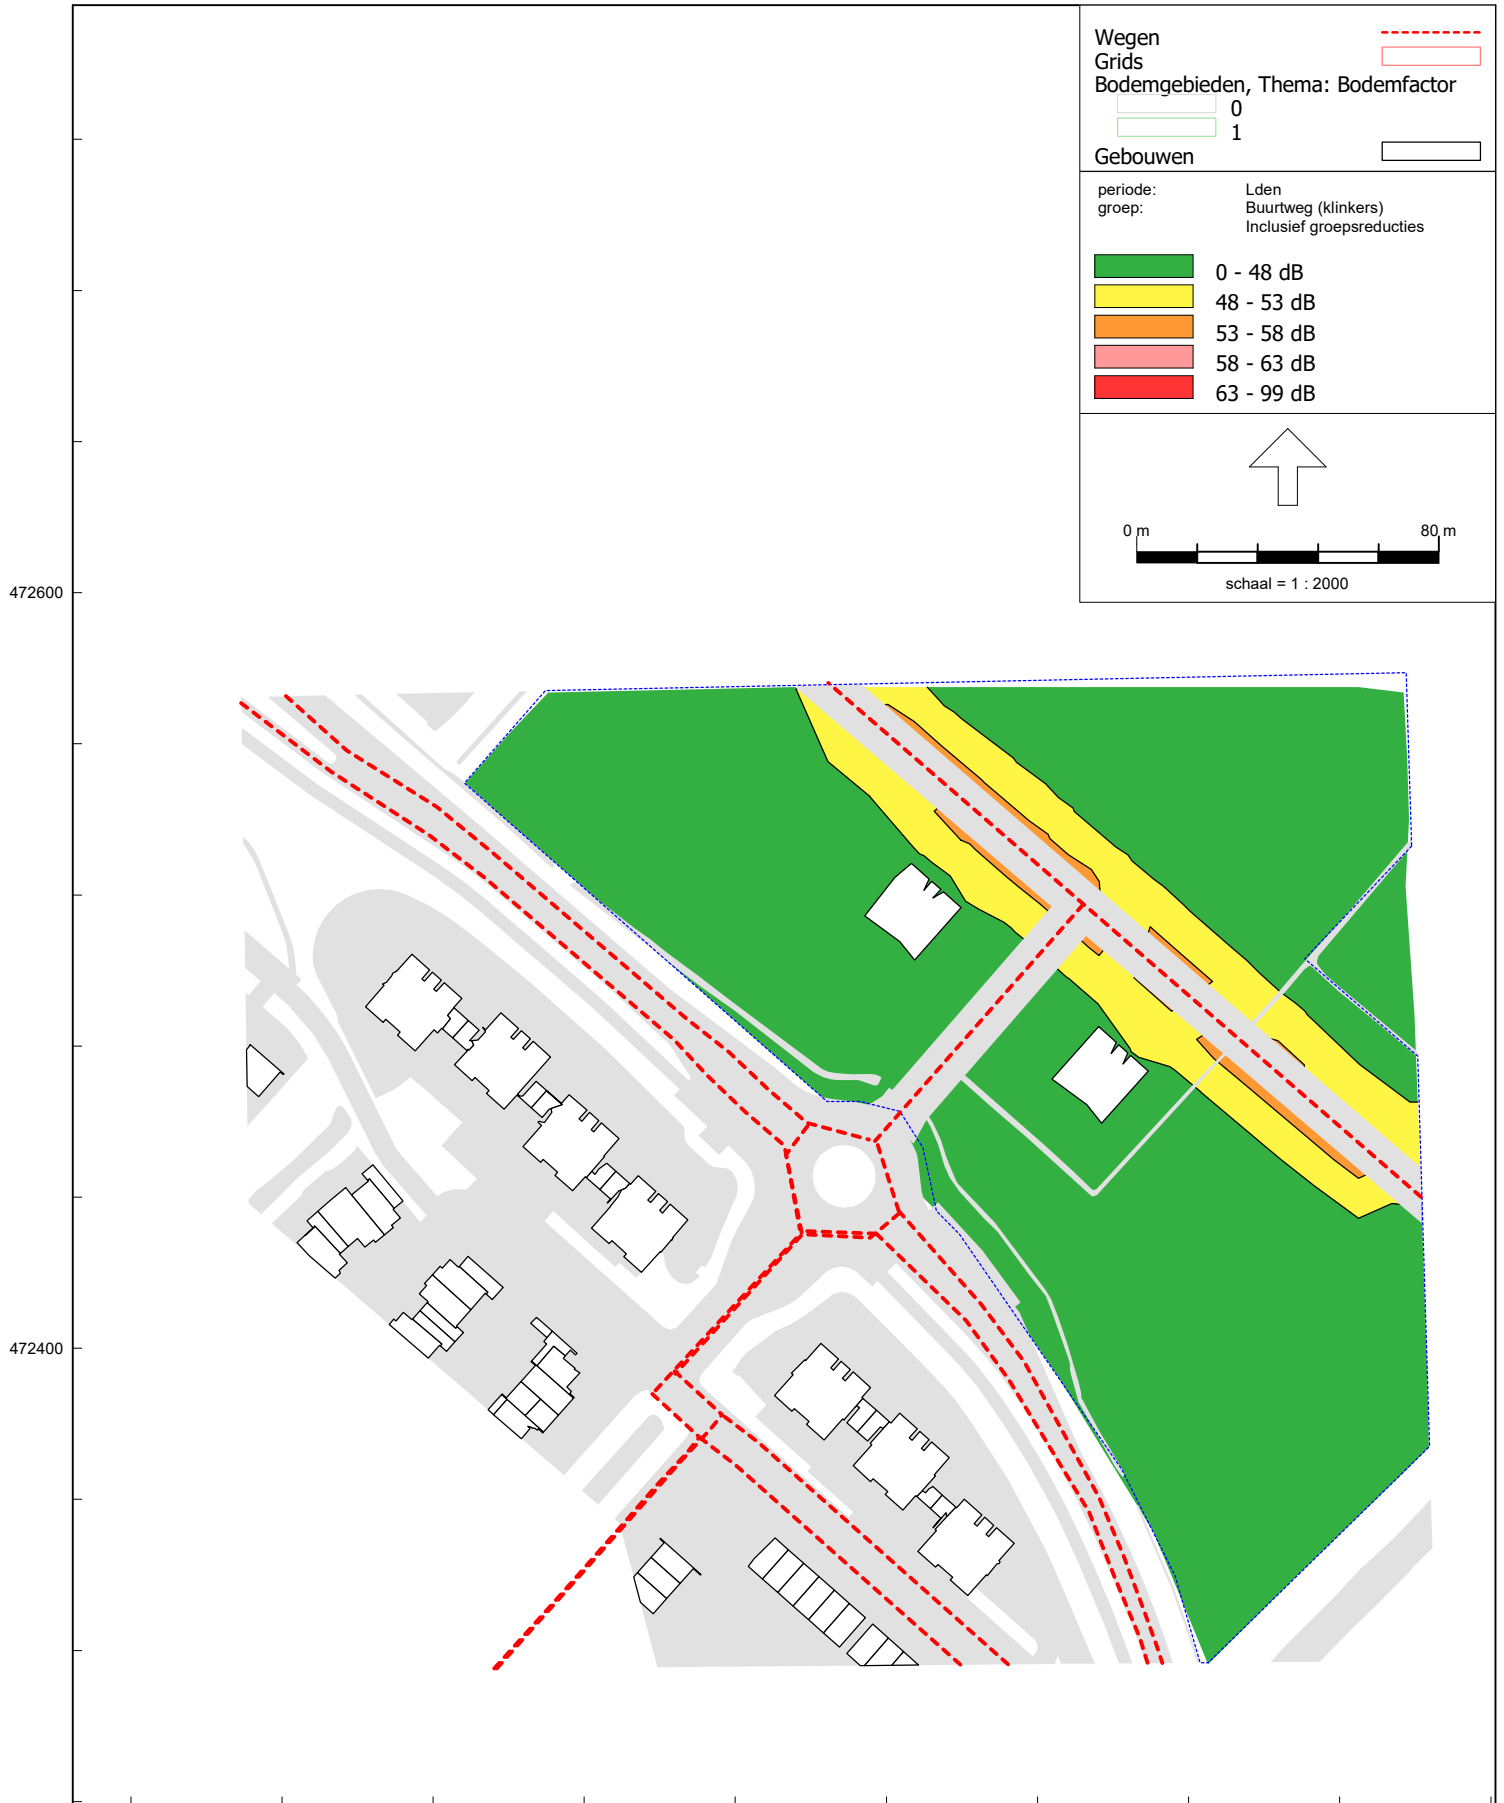 Wegen
Grids
Bodemgebieden, Thema: Bodemfactor
0
1
Gebouwen
periode: Lden
groep: Buurtweg (klinkers)
Inclusief groepsreducties
0 - 48 dB
48 - 53 dB
53 - 58 dB
58 - 63 dB
63 - 99 dB
0 m 80 m
schaal = 1 : 2000
472600
472400